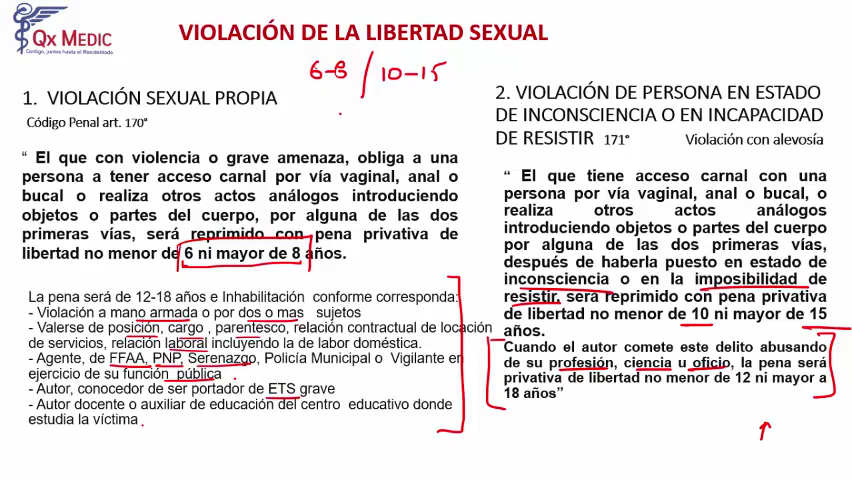 Qx MEDIC
Contigo, juntos hasta el Residentado
VIOLACIÓN DE LA LIBERTAD SEXUAL
6-8 / 10-15
1. VIOLACIÓN SEXUAL PROPIA
Código Penal art. 170°
“ El que con violencia o grave amenaza, obliga a una
persona a tener acceso carnal por vía vaginal, anal o
bucal o realiza otros actos análogos introduciendo
objetos o partes del cuerpo, por alguna de las dos
primeras vías, será reprimido con pena privativa de
libertad no menor de 6 ni mayor de 8 años.
La pena será de 12-18 años e Inhabilitación conforme corresponda:
- Violación a mano armada o por dos o mas sujetos
- Valerse de posición, cargo , parentesco, relación contractual de locación
de servicios, relación laboral incluyendo la de labor doméstica.
- Agente, de FFAA, PNP, Serenazgo, Policía Municipal o Vigilante en
ejercicio de su función pública
- Autor, conocedor de ser portador de ETS grave
- Autor docente o auxiliar de educación del centro educativo donde
estudia la víctima
2. VIOLACIÓN DE PERSONA EN ESTADO
DE INCONSCIENCIA O EN INCAPACIDAD
DE RESISTIR 171° Violación con alevosía
“ El que tiene acceso carnal con una
persona por vía vaginal, anal o bucal, o
realiza otros actos análogos
introduciendo objetos o partes del cuerpo
por alguna de las dos primeras vías,
después de haberla puesto en estado de
inconsciencia o en la imposibilidad de
resistir, será reprimido con pena privativa
de libertad no menor de 10 ni mayor de 15
años.
Cuando el autor comete este delito abusando
de su profesión, ciencia u oficio, la pena será
privativa de libertad no menor de 12 ni mayor a
18 años”